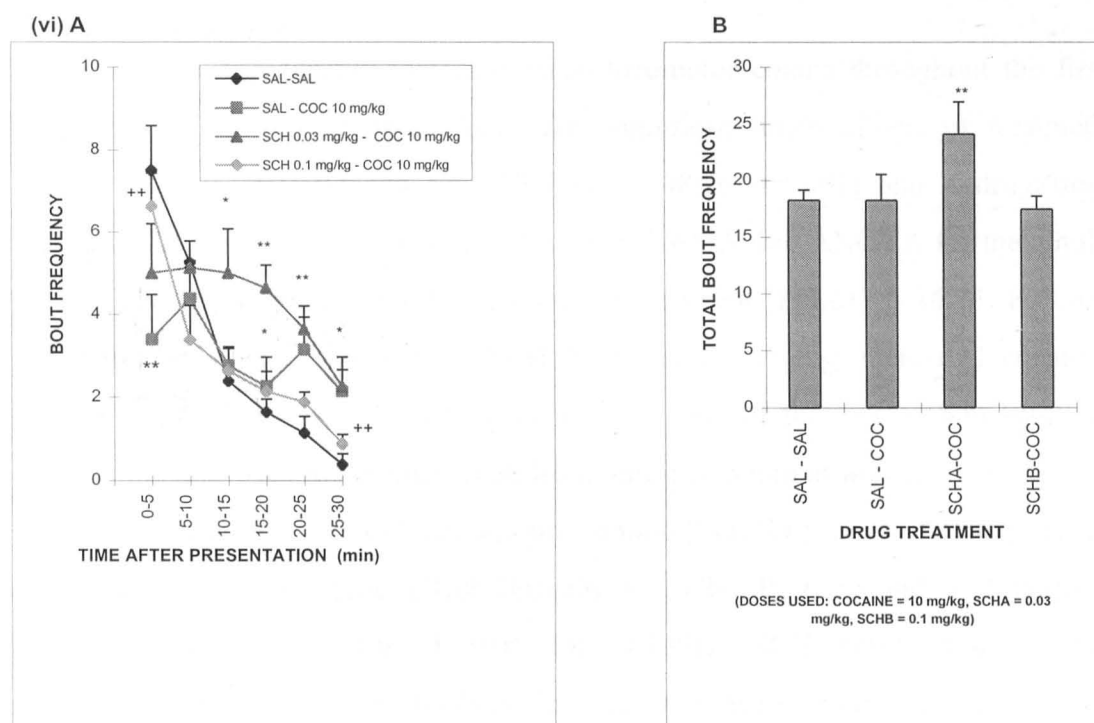 (vi) A
SAL-SAL
SAL - COC 10 mg/kg
SCH 0.03 mg/kg - COC 10 mg/kg
SCH 0.1 mg/kg - COC 10 mg/kg
10
8
6
4
2
0
BOUT FREQUENCY
++
*
**
**
**
*
*
++
0-5
5-10
10-15
15-20
20-25
25-30
TIME AFTER PRESENTATION (min)
B
30
25
20
15
10
5
0
TOTAL BOUT FREQUENCY
**
SAL - SAL
SAL - COC
SCHA-COC
SCHB-COC
DRUG TREATMENT
(DOSES USED: COCAINE = 10 mg/kg, SCHA = 0.03
mg/kg, SCHB = 0.1 mg/kg)